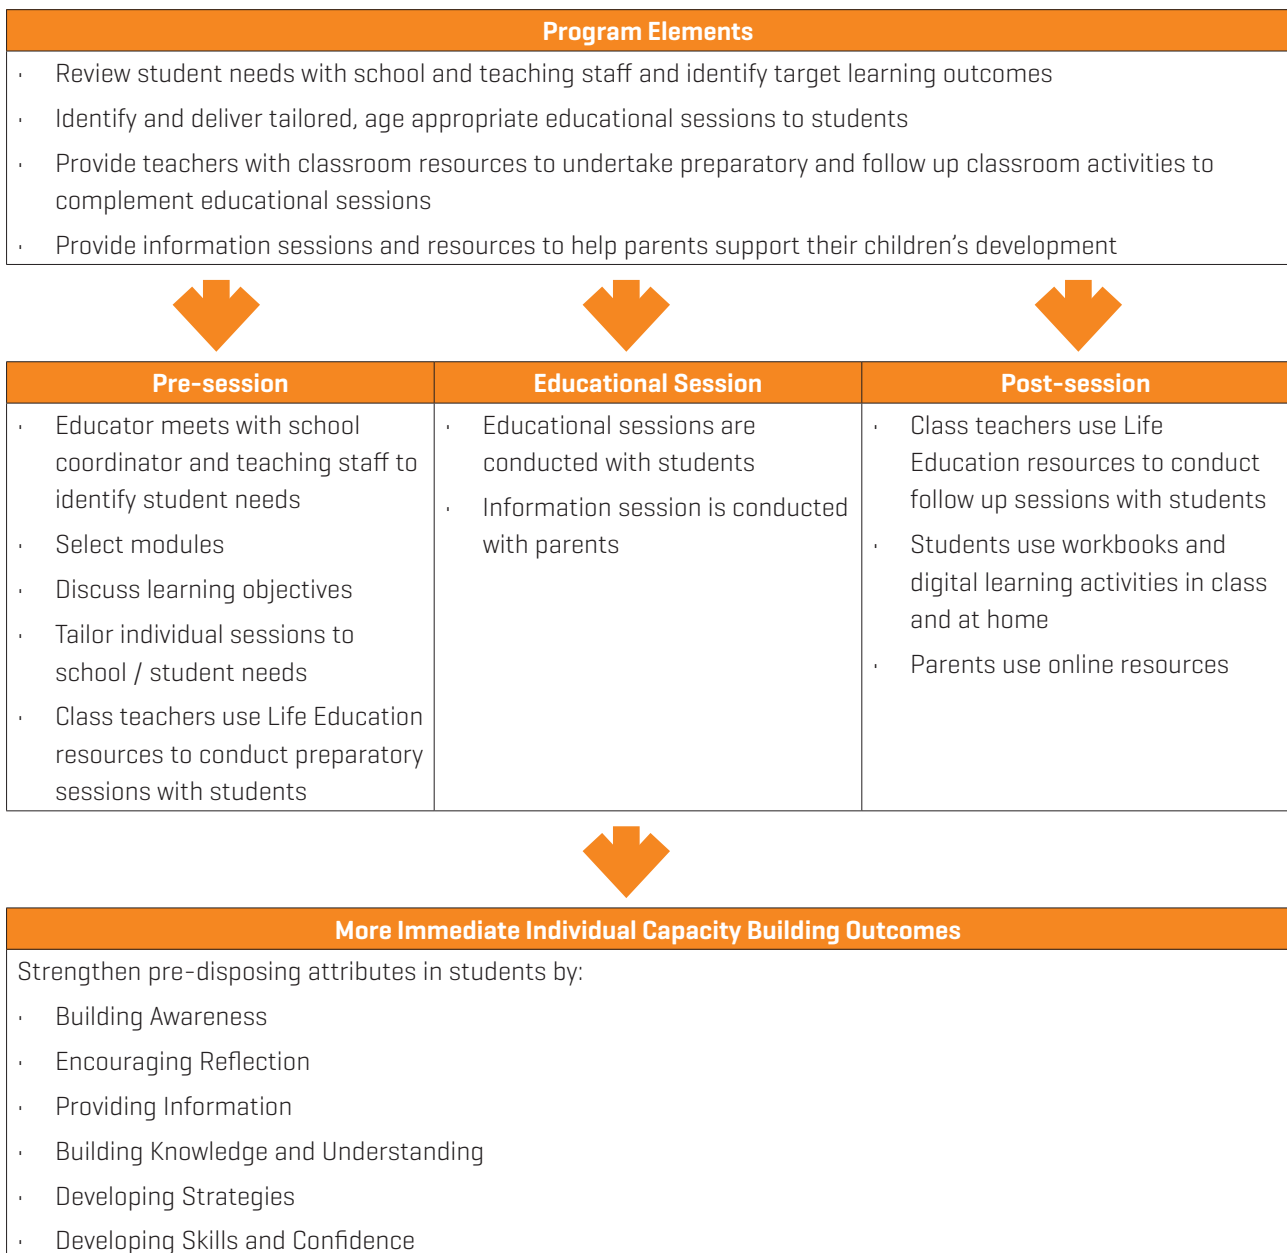 Program Elements
· Review student needs with school and teaching staff and identify target learning outcomes
· Identify and deliver tailored, age appropriate educational sessions to students
· Provide teachers with classroom resources to undertake preparatory and follow up classroom activities to
complement educational sessions
· Provide information sessions and resources to help parents support their children's development
Pre-session
· Educator meets with school
coordinator and teaching staff to
identify student needs
· Select modules
· Discuss learning objectives
· Tailor individual sessions to
school / student needs
· Class teachers use Life Education
resources to conduct preparatory
sessions with students
Educational Session
· Educational sessions are
conducted with students
· Information session is conducted
with parents
Post-session
· Class teachers use Life
Education resources to conduct
follow up sessions with students
· Students use workbooks and
digital learning activities in class
and at home
· Parents use online resources
More Immediate Individual Capacity Building Outcomes
Strengthen pre-disposing attributes in students by:
· Building Awareness
· Encouraging Reflection
· Providing Information
· Building Knowledge and Understanding
· Developing Strategies
· Developing Skills and Confidence